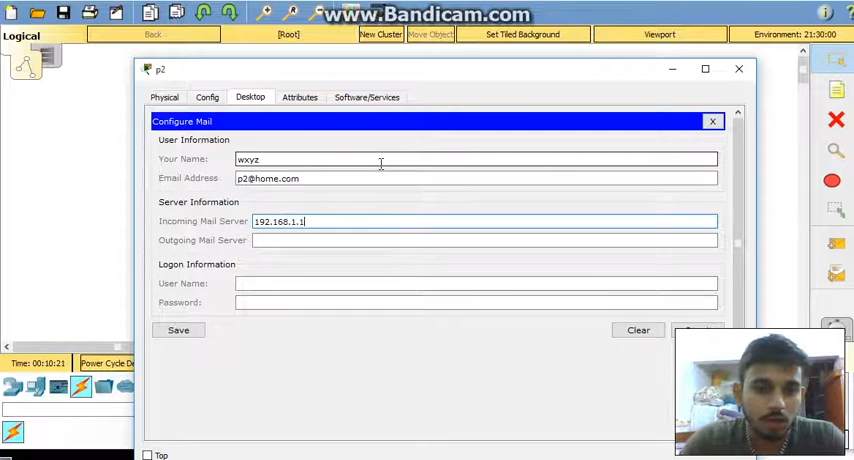 www.Bandicam.com
Logical
Back
[Root]
New Cluster
Move Object
Set Tiled Background
Viewport
Environment: 21:30:00
p2
Physical
Config
Desktop
Attributes
Software/Services
Configure Mail
X
User Information
Your Name:
wxyz
Email Address
p2@home.com
Server Information
Incoming Mail Server
192.168.1.1
Outgoing Mail Server
Logon Information
User Name:
Password:
Save
Clear
Time: 00:10:21
Power Cycle De
Top